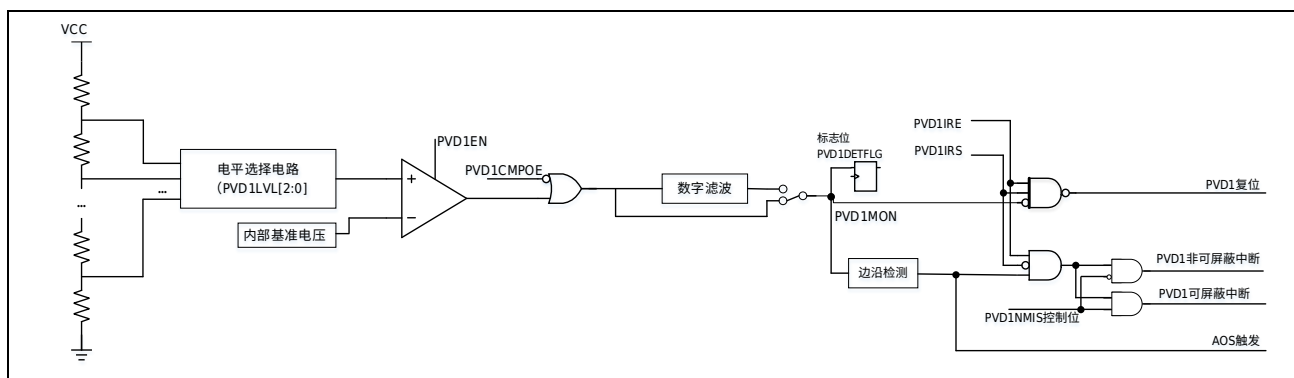 VCC
电平选择电路
（PVD1LVL[2:0]
...
...
内部基准电压
+
−
PVD1EN
PVD1CMPOE
数字滤波
标志位
PVD1DETFLG
PVD1MON
边沿检测
PVD1IRE
PVD1IRS
PVD1NMIS控制位
PVD1复位
PVD1非可屏蔽中断
PVD1可屏蔽中断
AOS触发